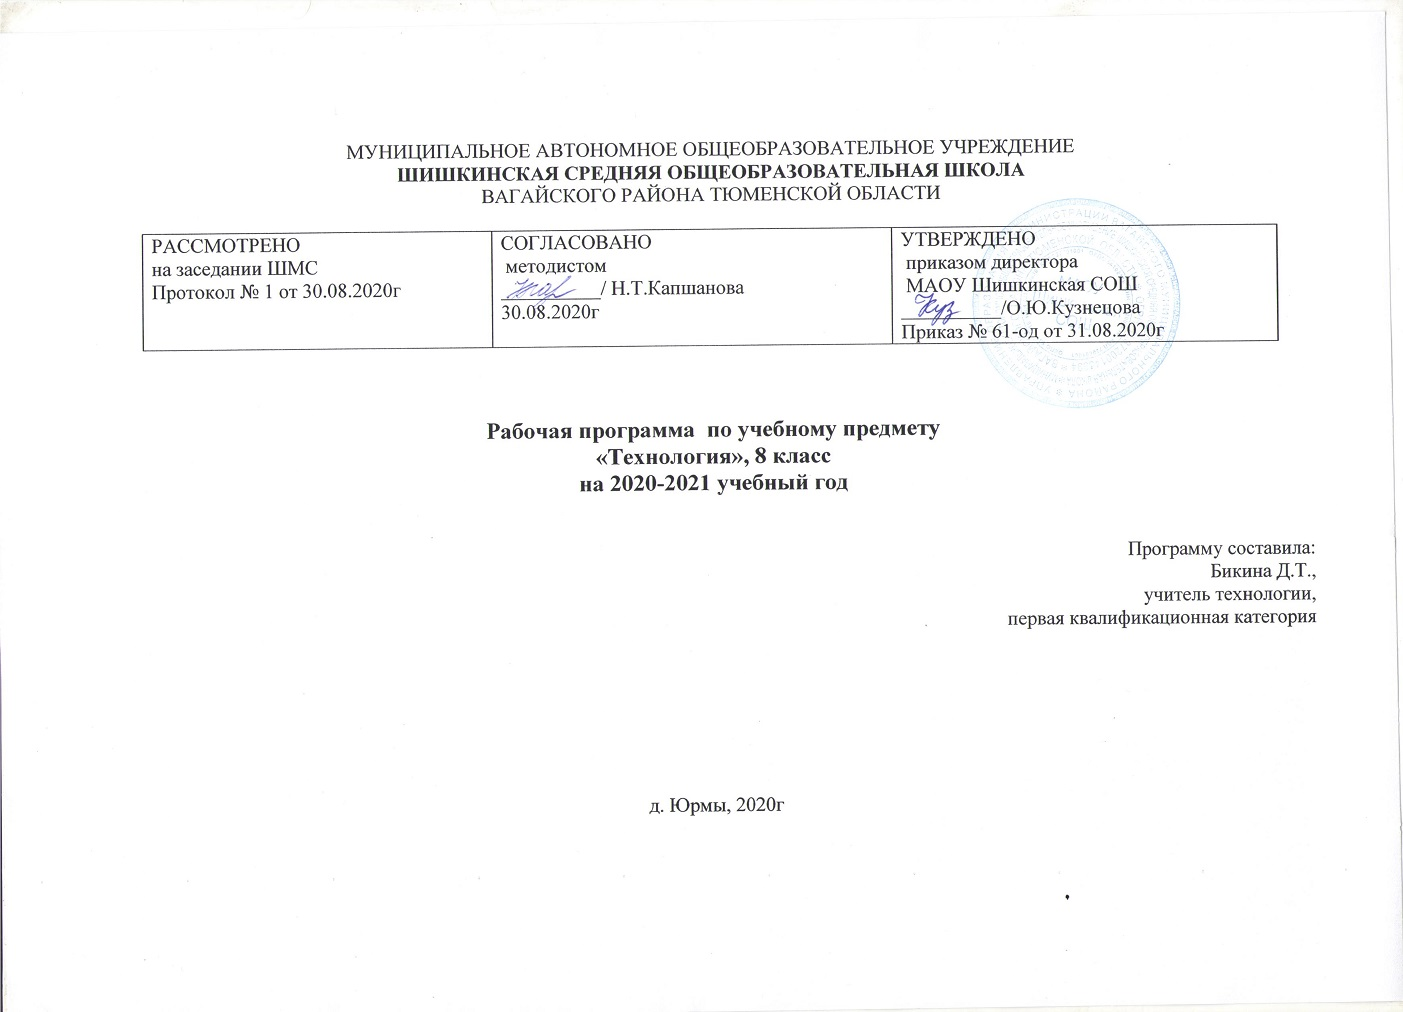 МУНИЦИПАЛЬНОЕ АВТОНОМНОЕ ОБЩЕОБРАЗОВАТЕЛЬНОЕ УЧРЕЖДЕНИЕ
ШИШКИНСКАЯ СРЕДНЯЯ ОБЩЕОБРАЗОВАТЕЛЬНАЯ ШКОЛА
ВАГАЙСКОГО РАЙОНА ТЮМЕНСКОЙ ОБЛАСТИ
РАССМОТРЕНО
на заседании ШМС
Протокол № 1 от 30.08.2020г
СОГЛАСОВАНО
методистом
/ Н.Т.Капшанова
30.08.2020г
УТВЕРЖДЕНО
приказом директора
МАОУ Шишкинская СОШ
/О.Ю.Кузнецова
Приказ № 61-од от 31.08.2020г
Рабочая программа по учебному предмету
«Технология», 8 класс
на 2020-2021 учебный год
Программу составила:
Бикина Д.Т.,
учитель технологии,
первая квалификационная категория
д. Юрмы, 2020г